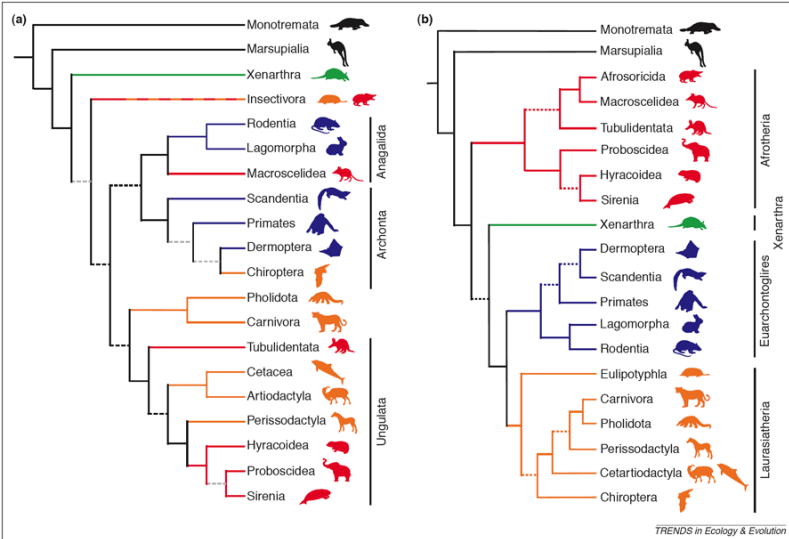 (a)
Monotremata
Marsupialia
Xenarthra
Insectivora
Rodentia
Lagomorpha
Macroscelidea
Anagalida
Scandentia
Primates
Dermoptera
Chiroptera
Archonta
Pholidota
Carnivora
Tubulidentata
Cetacea
Artiodactyla
Perissodactyla
Hyracoidea
Proboscidea
Sirenia
Ungulata
(b)
Monotremata
Marsupialia
Afrosoricida
Macroscelidea
Tubulidentata
Proboscidea
Hyracoidea
Sirenia
Afrotheria
Xenarthra
Xenarthra
Dermoptera
Scandentia
Primates
Lagomorpha
Rodentia
Euarchontoglires
Eulipotyphla
Carnivora
Pholidota
Perissodactyla
Cetartiodactyla
Chiroptera
Laurasiatheria
TRENDS in Ecology & Evolution